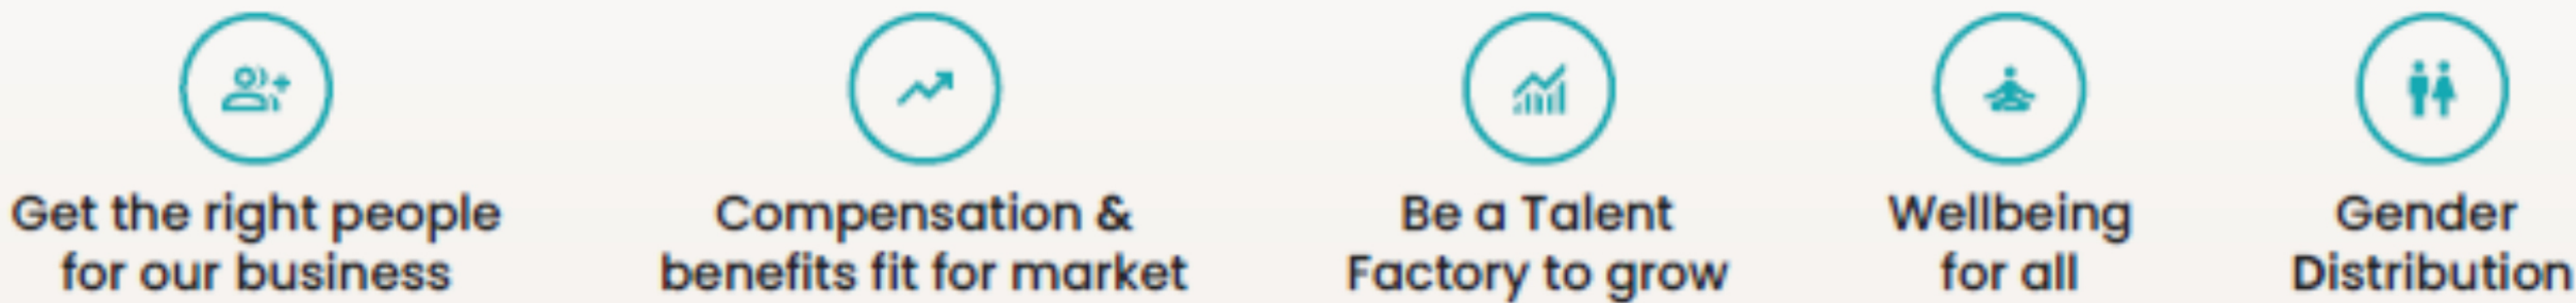 Get the right people
for our business
Compensation &
benefits fit for market
Be a Talent
Factory to grow
Wellbeing
for all
Gender
Distribution